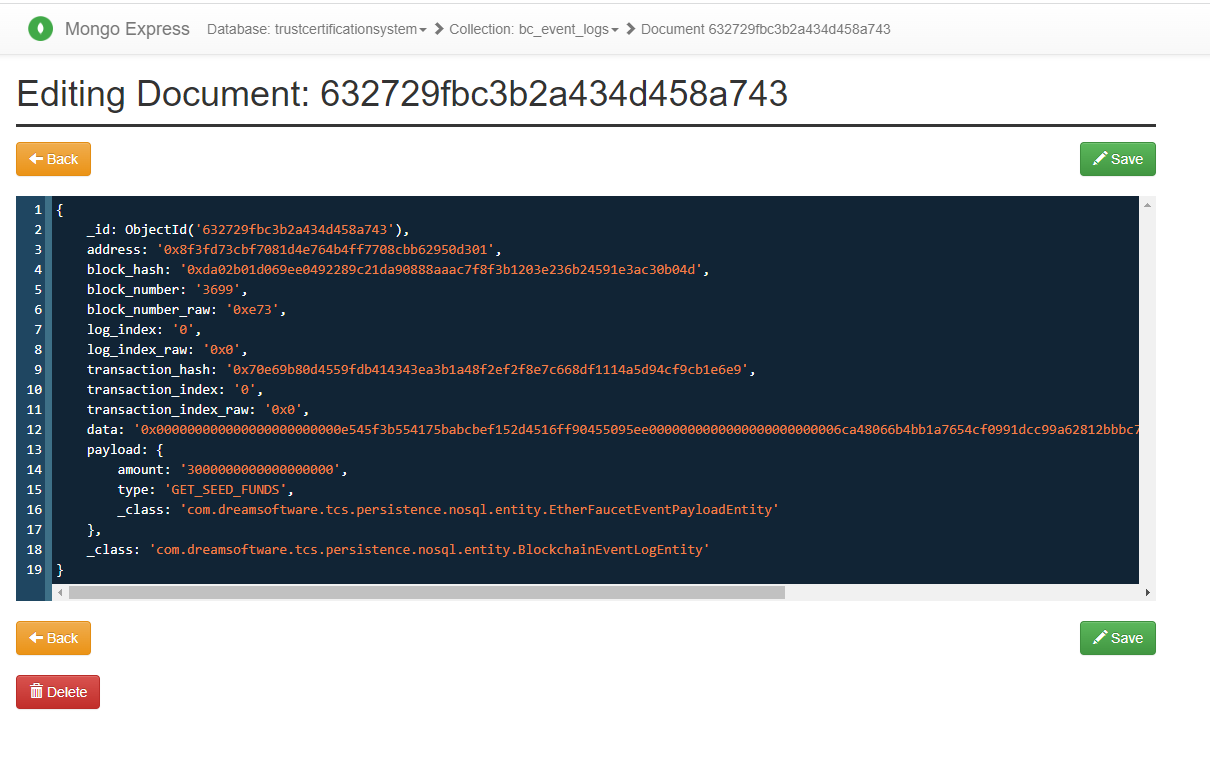 Mongo Express Database: trustcertificationsystem Collection: bc_event_logs Document 632729fbc3b2a434d458a743
Editing Document: 632729fbc3b2a434d458a743
Back Save
1 {
2 _id: ObjectId('632729fbc3b2a434d458a743'),
3 address: '0x8f3fd73cbf7081d4e764b4ff7708cbb62950d301',
4 block_hash: '0xda02b01d069ee0492289c21da90888aaac7f8f3b1203e236b24591e3ac30b04d',
5 block_number: '3699',
6 block_number_raw: '0xe73',
7 log_index: '0',
8 log_index_raw: '0x0',
9 transaction_hash: '0x70e69b80d4559fdb414343ea3b1a48f2ef2f8e7c668df1114a5d94cf9cb1e6e9',
10 transaction_index: '0',
11 transaction_index_raw: '0x0',
12 data: '0x000000000000000000000000e545f3b554175babcbef152d4516ff90455095ee0000000000000000000000006ca48066b4bb1a7654cf0991dcc99a62812bbbc7
13 payload: {
14 amount: '3000000000000000000',
15 type: 'GET_SEED_FUNDS',
16 _class: 'com.dreamsoftware.tcs.persistence.nosql.entity.EtherFaucetEventPayloadEntity'
17 },
18 _class: 'com.dreamsoftware.tcs.persistence.nosql.entity.BlockchainEventLogEntity'
19 }
Back Save
Delete